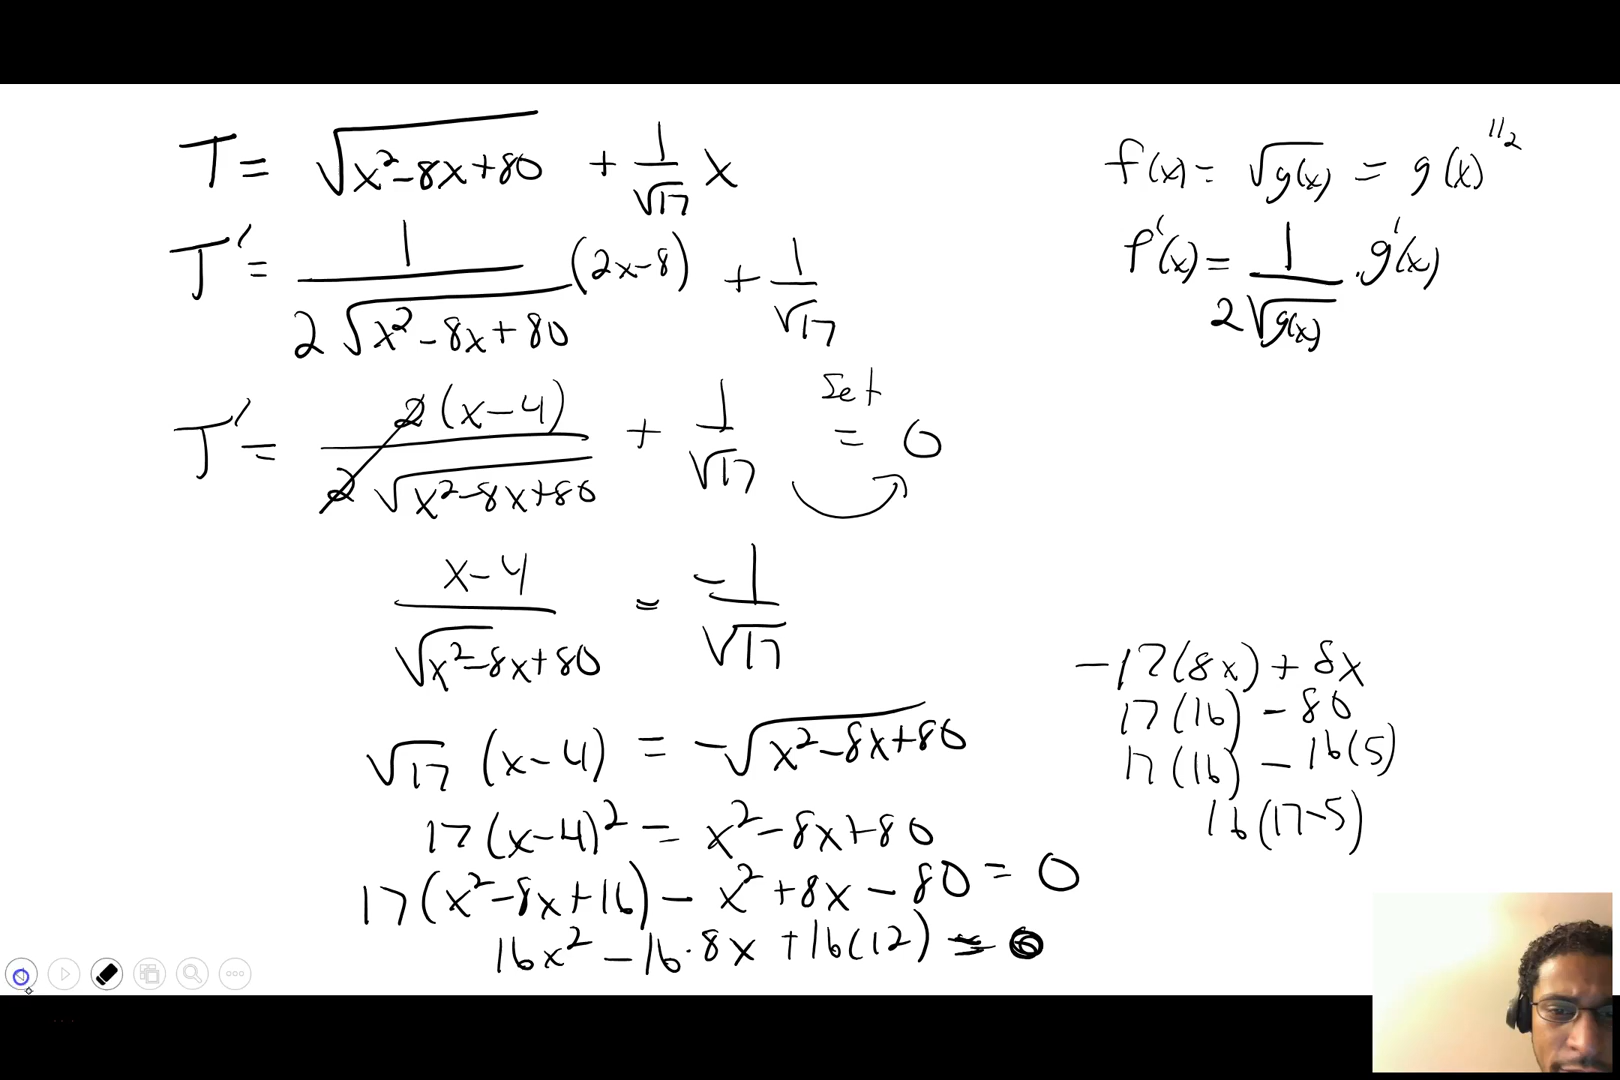 T = √(x²-8x+80) + 1/√17 x
T' = 1/(2√(x²-8x+80)) (2x-8) + 1/√17
T' = 2(x-4)/(2√(x²-8x+80)) + 1/√17 set = 0
(x-4)/√(x²-8x+80) = -1/√17
√17 (x-4) = -√(x²-8x+80)
17(x-4)² = x²-8x+80
17(x²-8x+16) - x²+8x-80 = 0
16x² - 16·8x + 16(12) = 0
f(x) = √g(x) = g(x)^1/2
f'(x) = 1/(2√g(x)) · g'(x)
-17(8x) + 8x
17(16) - 80
17(16) - 16(5)
16(17-5)